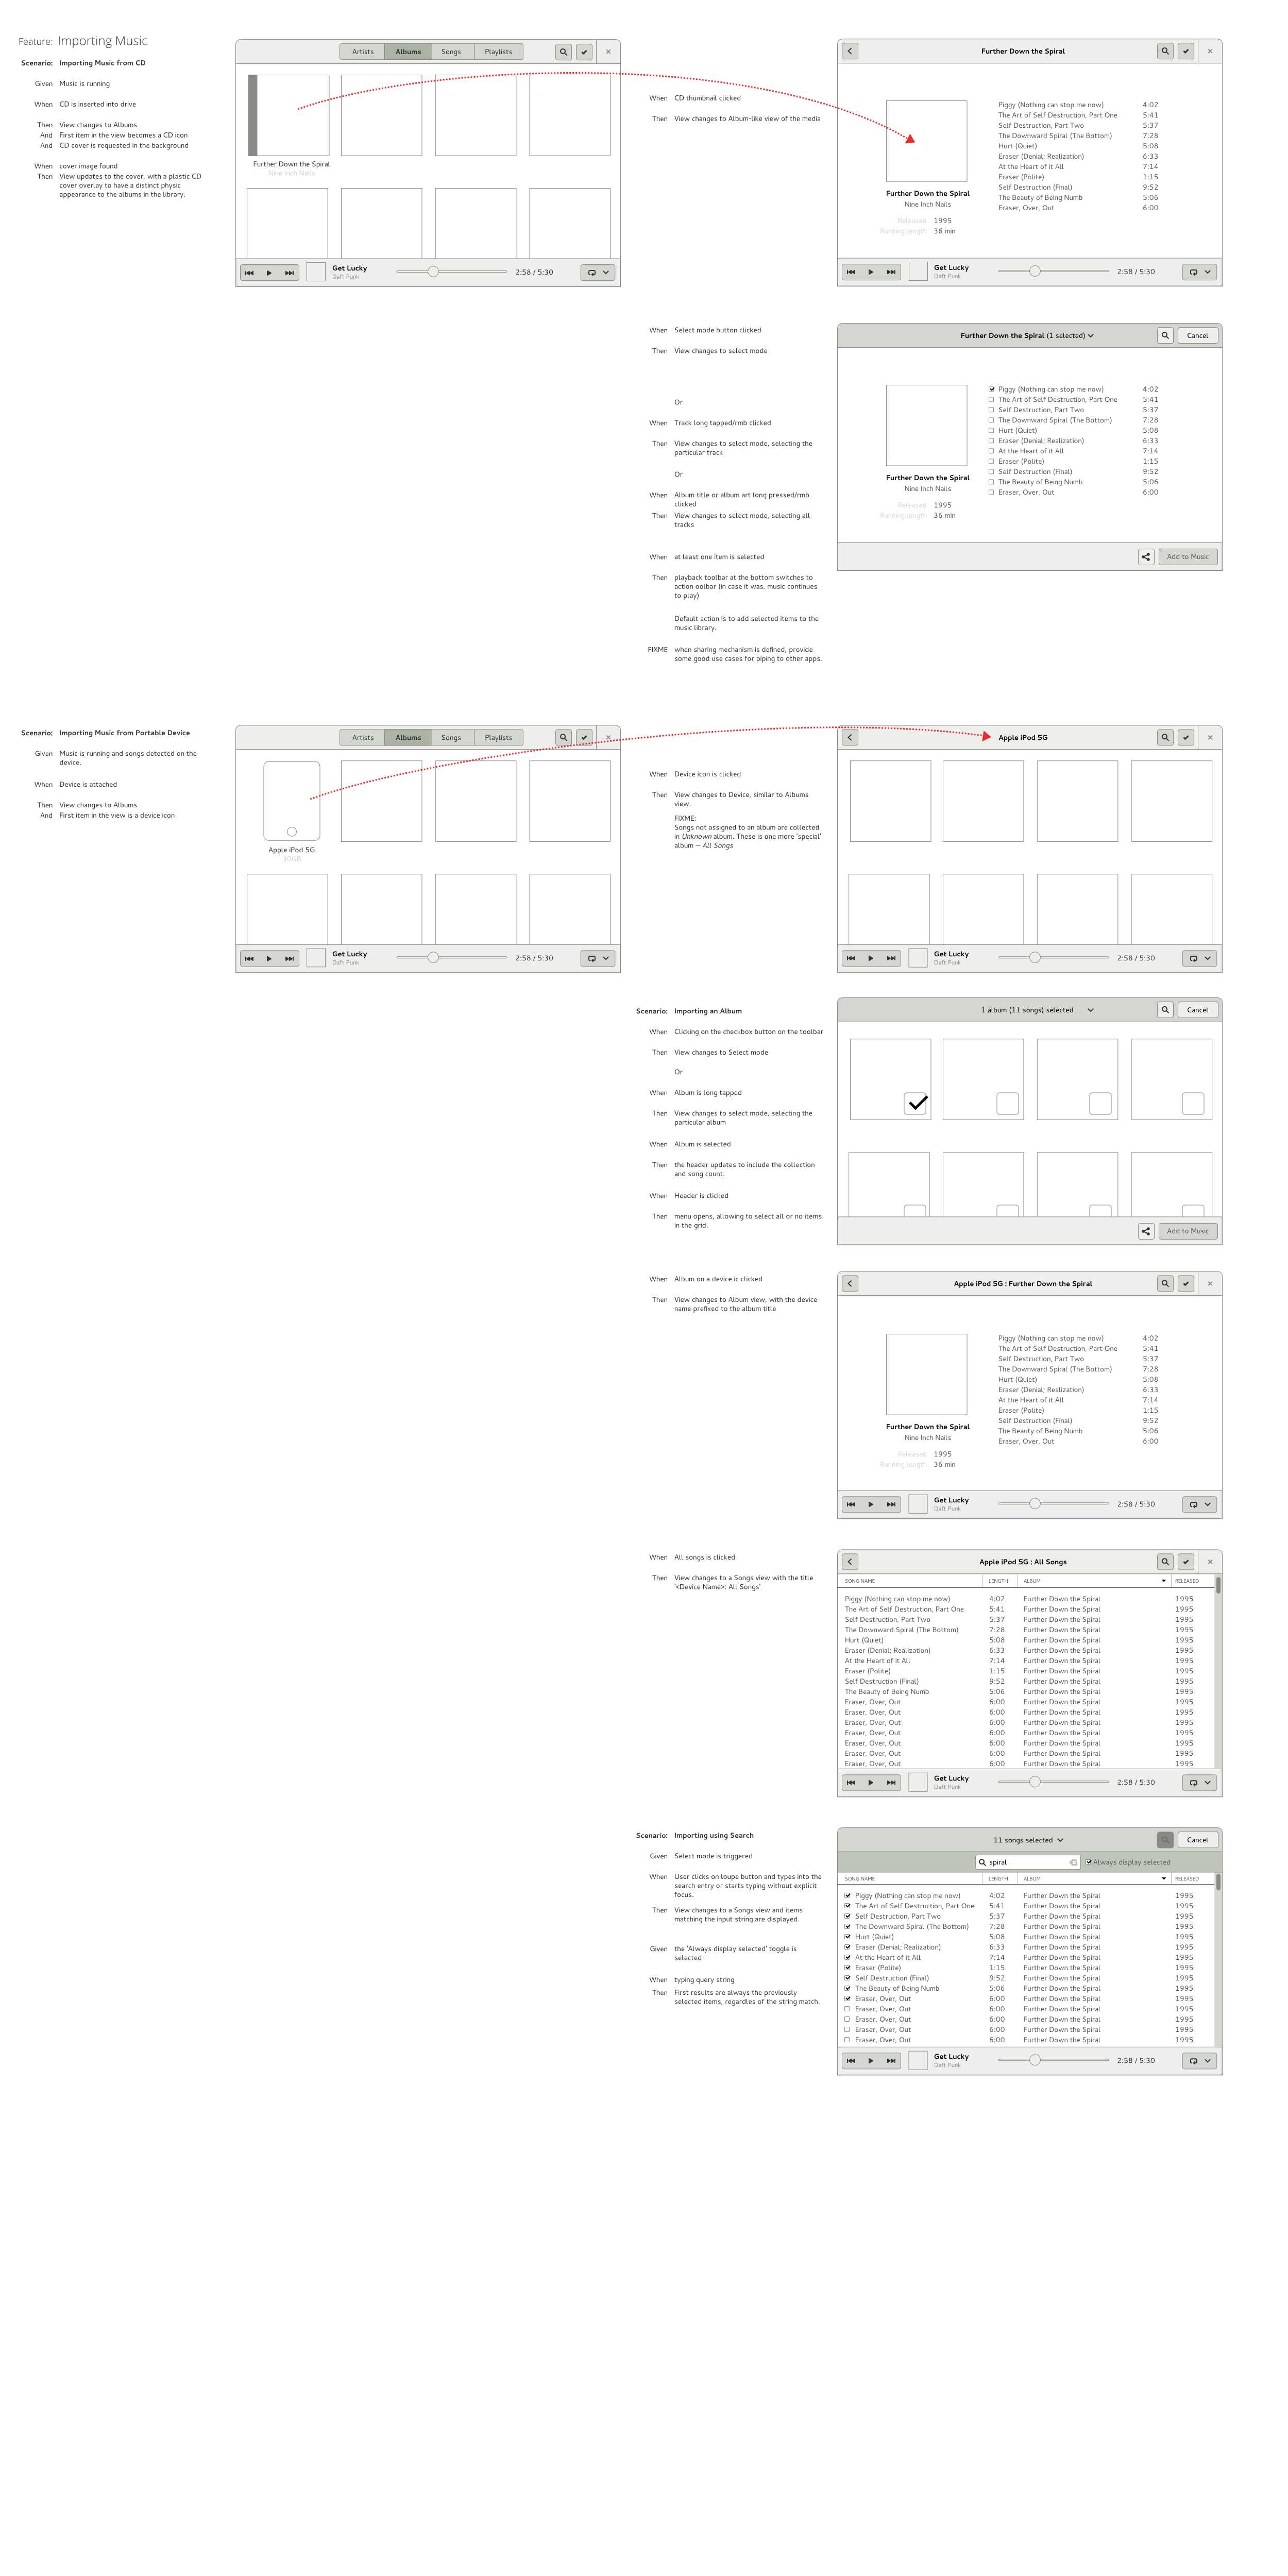 Feature: Importing Music
Scenario: Importing Music from CD
Given Music is running
When CD is inserted into drive
Then View changes to Albums
And First item in the view becomes a CD icon
And CD cover is requested in the background
When cover image found
Then View updates to the cover, with a plastic CD
cover overlay to have a distinct physic
appearance to the albums in the library.
Artists Albums Songs Playlists
Further Down the Spiral
Nine Inch Nails
Get Lucky
Daft Punk
2:58 / 5:30
When CD thumbnail clicked
Then View changes to Album-like view of the media
Further Down the Spiral
Piggy (Nothing can stop me now) 4:02
The Art of Self Destruction, Part One 5:41
Self Destruction, Part Two 5:37
The Downward Spiral (The Bottom) 7:28
Hurt (Quiet) 5:08
Eraser (Denial; Realization) 6:33
At the Heart of it All 7:14
Eraser (Polite) 1:15
Self Destruction (Final) 9:52
The Beauty of Being Numb 5:06
Eraser, Over, Out 6:00
Further Down the Spiral
Nine Inch Nails
Released 1995
Running length 36 min
Get Lucky
Daft Punk
2:58 / 5:30
When Select mode button clicked
Then View changes to select mode
Or
When Track long tapped/rmb clicked
Then View changes to select mode, selecting the
particular track
Or
When Album title or album art long pressed/rmb
clicked
Then View changes to select mode, selecting all
tracks
When at least one item is selected
Then playback toolbar at the bottom switches to
action oolbar (in case it was, music continues
to play)
Default action is to add selected items to the
music library.
FIXME when sharing mechanism is defined, provide
some good use cases for piping to other apps.
Further Down the Spiral (1 selected)
Cancel
Piggy (Nothing can stop me now) 4:02
The Art of Self Destruction, Part One 5:41
Self Destruction, Part Two 5:37
The Downward Spiral (The Bottom) 7:28
Hurt (Quiet) 5:08
Eraser (Denial; Realization) 6:33
At the Heart of it All 7:14
Eraser (Polite) 1:15
Self Destruction (Final) 9:52
The Beauty of Being Numb 5:06
Eraser, Over, Out 6:00
Further Down the Spiral
Nine Inch Nails
Released 1995
Running length 36 min
Add to Music
Scenario: Importing Music from Portable Device
Given Music is running and songs detected on the
device.
When Device is attached
Then View changes to Albums
And First item in the view is a device icon
Artists Albums Songs Playlists
Apple iPod 5G
30GB
Get Lucky
Daft Punk
2:58 / 5:30
When Device icon is clicked
Then View changes to Device, similar to Albums
view.
FIXME:
Songs not assigned to an album are collected
in Unknown album. These is one more 'special'
album — All Songs
Apple iPod 5G
Get Lucky
Daft Punk
2:58 / 5:30
Scenario: Importing an Album
When Clicking on the checkbox button on the toolbar
Then View changes to Select mode
Or
When Album is long tapped
Then View changes to select mode, selecting the
particular album
When Album is selected
Then the header updates to include the collection
and song count.
When Header is clicked
Then menu opens, allowing to select all or no items
in the grid.
1 album (11 songs) selected
Cancel
Add to Music
When Album on a device ic clicked
Then View changes to Album view, with the device
name prefixed to the album title
Apple iPod 5G : Further Down the Spiral
Piggy (Nothing can stop me now) 4:02
The Art of Self Destruction, Part One 5:41
Self Destruction, Part Two 5:37
The Downward Spiral (The Bottom) 7:28
Hurt (Quiet) 5:08
Eraser (Denial; Realization) 6:33
At the Heart of it All 7:14
Eraser (Polite) 1:15
Self Destruction (Final) 9:52
The Beauty of Being Numb 5:06
Eraser, Over, Out 6:00
Further Down the Spiral
Nine Inch Nails
Released 1995
Running length 36 min
Get Lucky
Daft Punk
2:58 / 5:30
When All songs is clicked
Then View changes to a Songs view with the title
'<Device Name>: All Songs'
Apple iPod 5G : All Songs
SONG NAME LENGTH ALBUM RELEASED
Piggy (Nothing can stop me now) 4:02 Further Down the Spiral 1995
The Art of Self Destruction, Part One 5:41 Further Down the Spiral 1995
Self Destruction, Part Two 5:37 Further Down the Spiral 1995
The Downward Spiral (The Bottom) 7:28 Further Down the Spiral 1995
Hurt (Quiet) 5:08 Further Down the Spiral 1995
Eraser (Denial; Realization) 6:33 Further Down the Spiral 1995
At the Heart of it All 7:14 Further Down the Spiral 1995
Eraser (Polite) 1:15 Further Down the Spiral 1995
Self Destruction (Final) 9:52 Further Down the Spiral 1995
The Beauty of Being Numb 5:06 Further Down the Spiral 1995
Eraser, Over, Out 6:00 Further Down the Spiral 1995
Eraser, Over, Out 6:00 Further Down the Spiral 1995
Eraser, Over, Out 6:00 Further Down the Spiral 1995
Eraser, Over, Out 6:00 Further Down the Spiral 1995
Eraser, Over, Out 6:00 Further Down the Spiral 1995
Eraser, Over, Out 6:00 Further Down the Spiral 1995
Eraser, Over, Out 6:00 Further Down the Spiral 1995
Get Lucky
Daft Punk
2:58 / 5:30
Scenario: Importing using Search
Given Select mode is triggered
When User clicks on loupe button and types into the
search entry or starts typing without explicit
focus.
Then View changes to a Songs view and items
matching the input string are displayed.
Given the 'Always display selected' toggle is
selected
When typing query string
Then First results are always the previously
selected items, regardles of the string match.
11 songs selected
Cancel
spiral
Always display selected
SONG NAME LENGTH ALBUM RELEASED
Piggy (Nothing can stop me now) 4:02 Further Down the Spiral 1995
The Art of Self Destruction, Part One 5:41 Further Down the Spiral 1995
Self Destruction, Part Two 5:37 Further Down the Spiral 1995
The Downward Spiral (The Bottom) 7:28 Further Down the Spiral 1995
Hurt (Quiet) 5:08 Further Down the Spiral 1995
Eraser (Denial; Realization) 6:33 Further Down the Spiral 1995
At the Heart of it All 7:14 Further Down the Spiral 1995
Eraser (Polite) 1:15 Further Down the Spiral 1995
Self Destruction (Final) 9:52 Further Down the Spiral 1995
The Beauty of Being Numb 5:06 Further Down the Spiral 1995
Eraser, Over, Out 6:00 Further Down the Spiral 1995
Eraser, Over, Out 6:00 Further Down the Spiral 1995
Eraser, Over, Out 6:00 Further Down the Spiral 1995
Eraser, Over, Out 6:00 Further Down the Spiral 1995
Eraser, Over, Out 6:00 Further Down the Spiral 1995
Get Lucky
Daft Punk
2:58 / 5:30